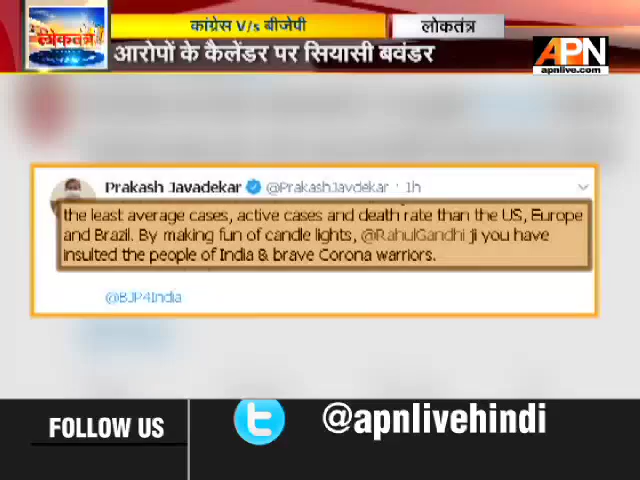 कांग्रेस V/s बीजेपी
लोकतंत्र
लोकतंत्र
आरोपों के कैलेंडर पर सियासी बवंडर
APN
apnlive.com
Prakash Javadekar @PrakashJavdekar · 1h
the least average cases, active cases and death rate than the US, Europe
and Brazil. By making fun of candle lights, @RahulGandhi ji you have
insulted the people of India & brave Corona warriors.
@BJP4India
FOLLOW US
@apnlivehindi